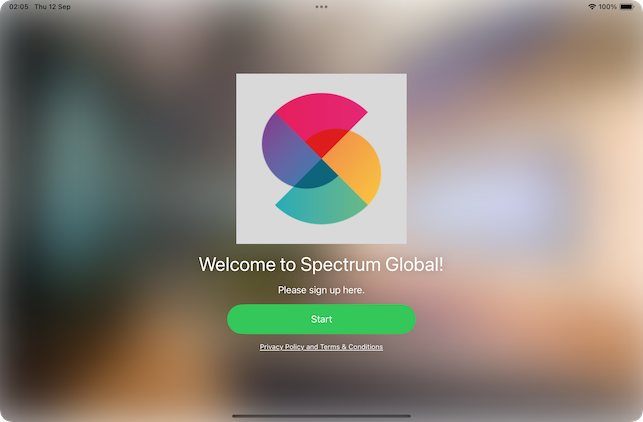 02:05 Thu 12 Sep
100%
Welcome to Spectrum Global!
Please sign up here.
Start
Privacy Policy and Terms & Conditions